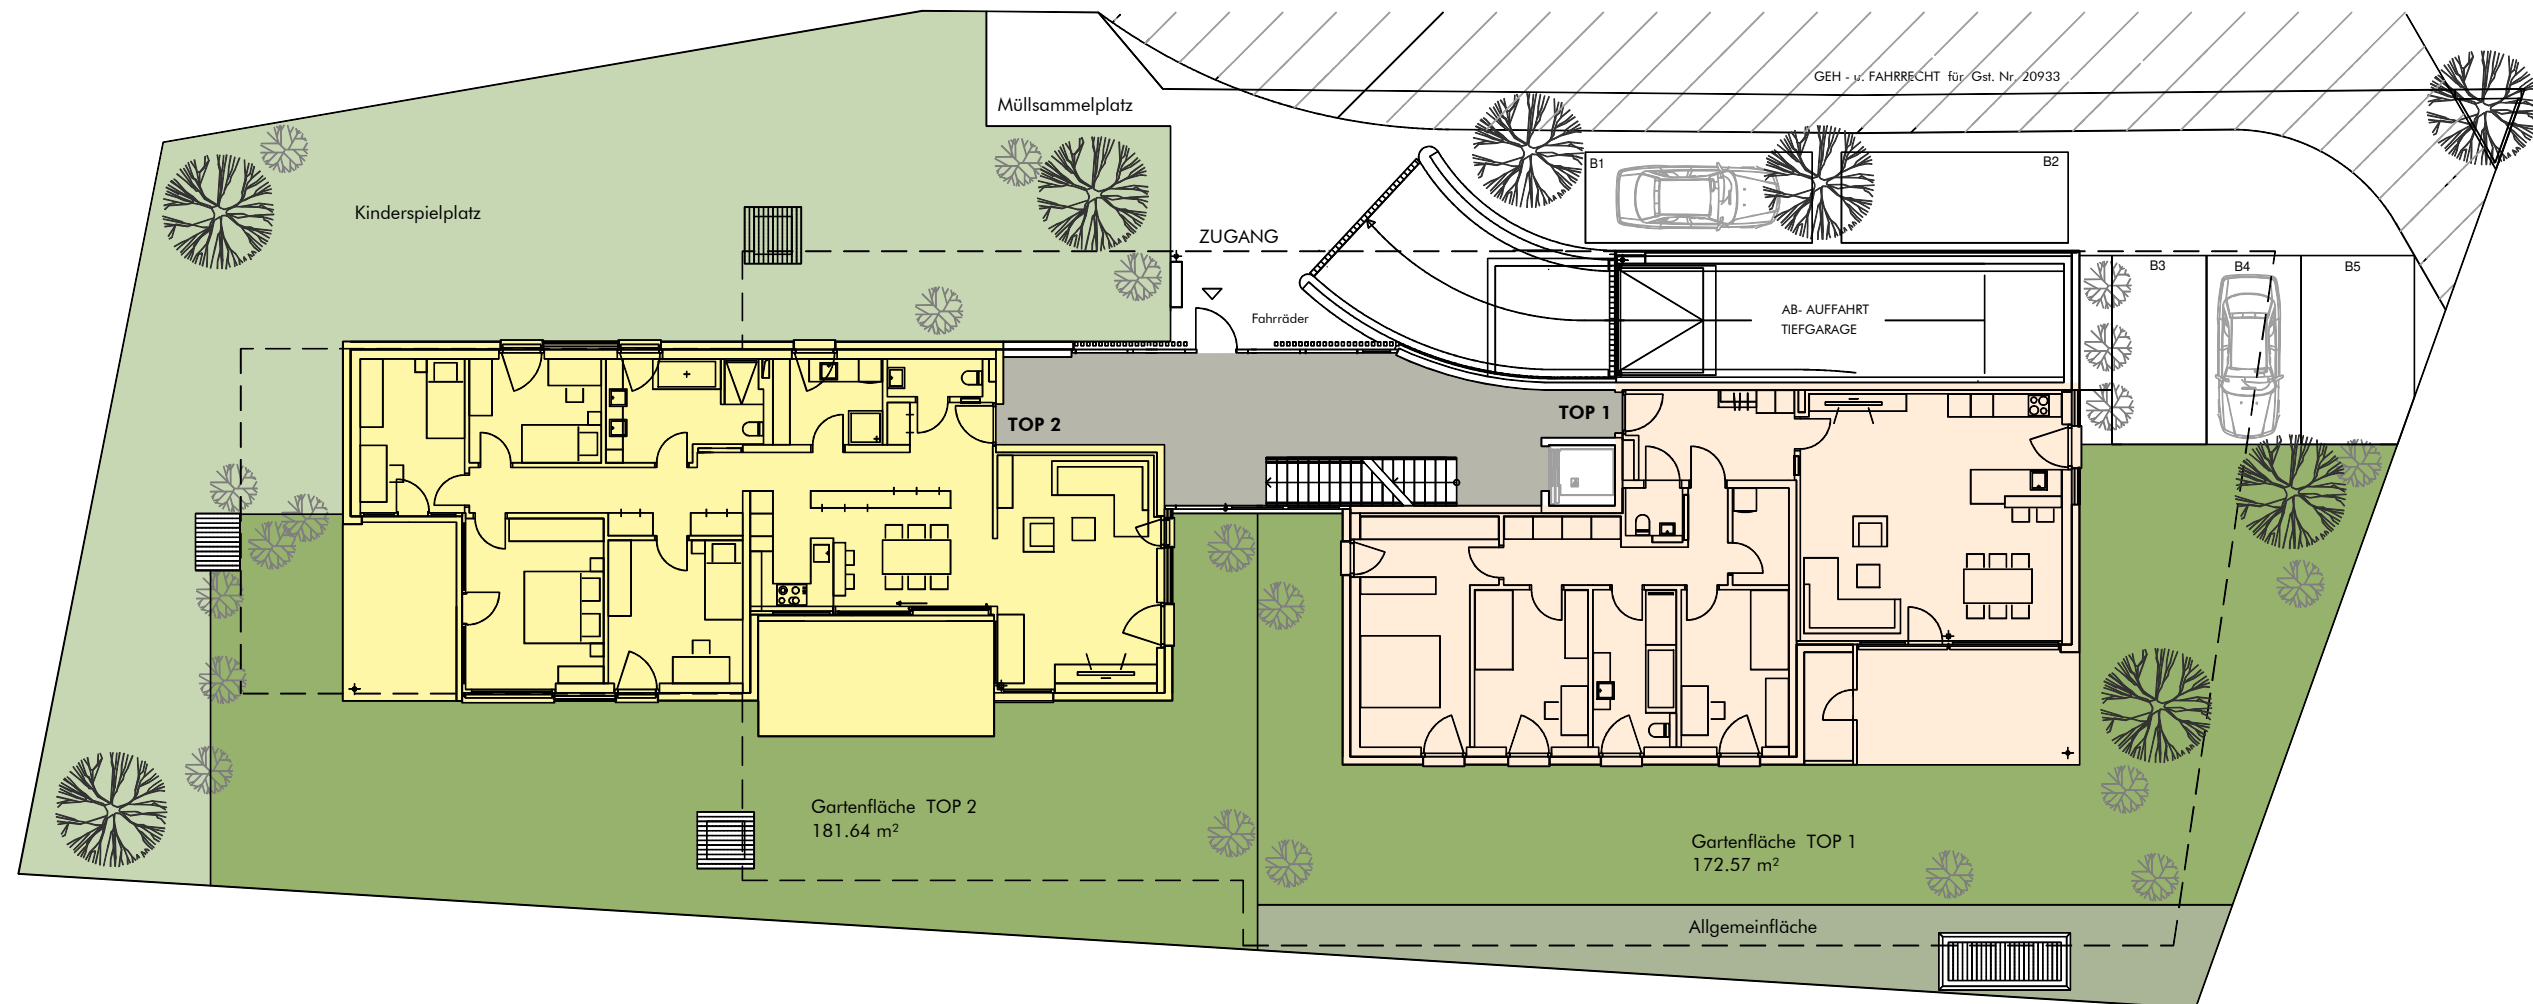 GEH - u. FAHRRECHT für Gst. Nr. 20933
Müllsammelplatz
B1
B2
Kinderspielplatz
ZUGANG
B3
B4
B5
Fahrräder
AB- AUFFAHRT
TIEFGARAGE
TOP 2
TOP 1
Gartenfläche TOP 2
181.64 m²
Gartenfläche TOP 1
172.57 m²
Allgemeinfläche